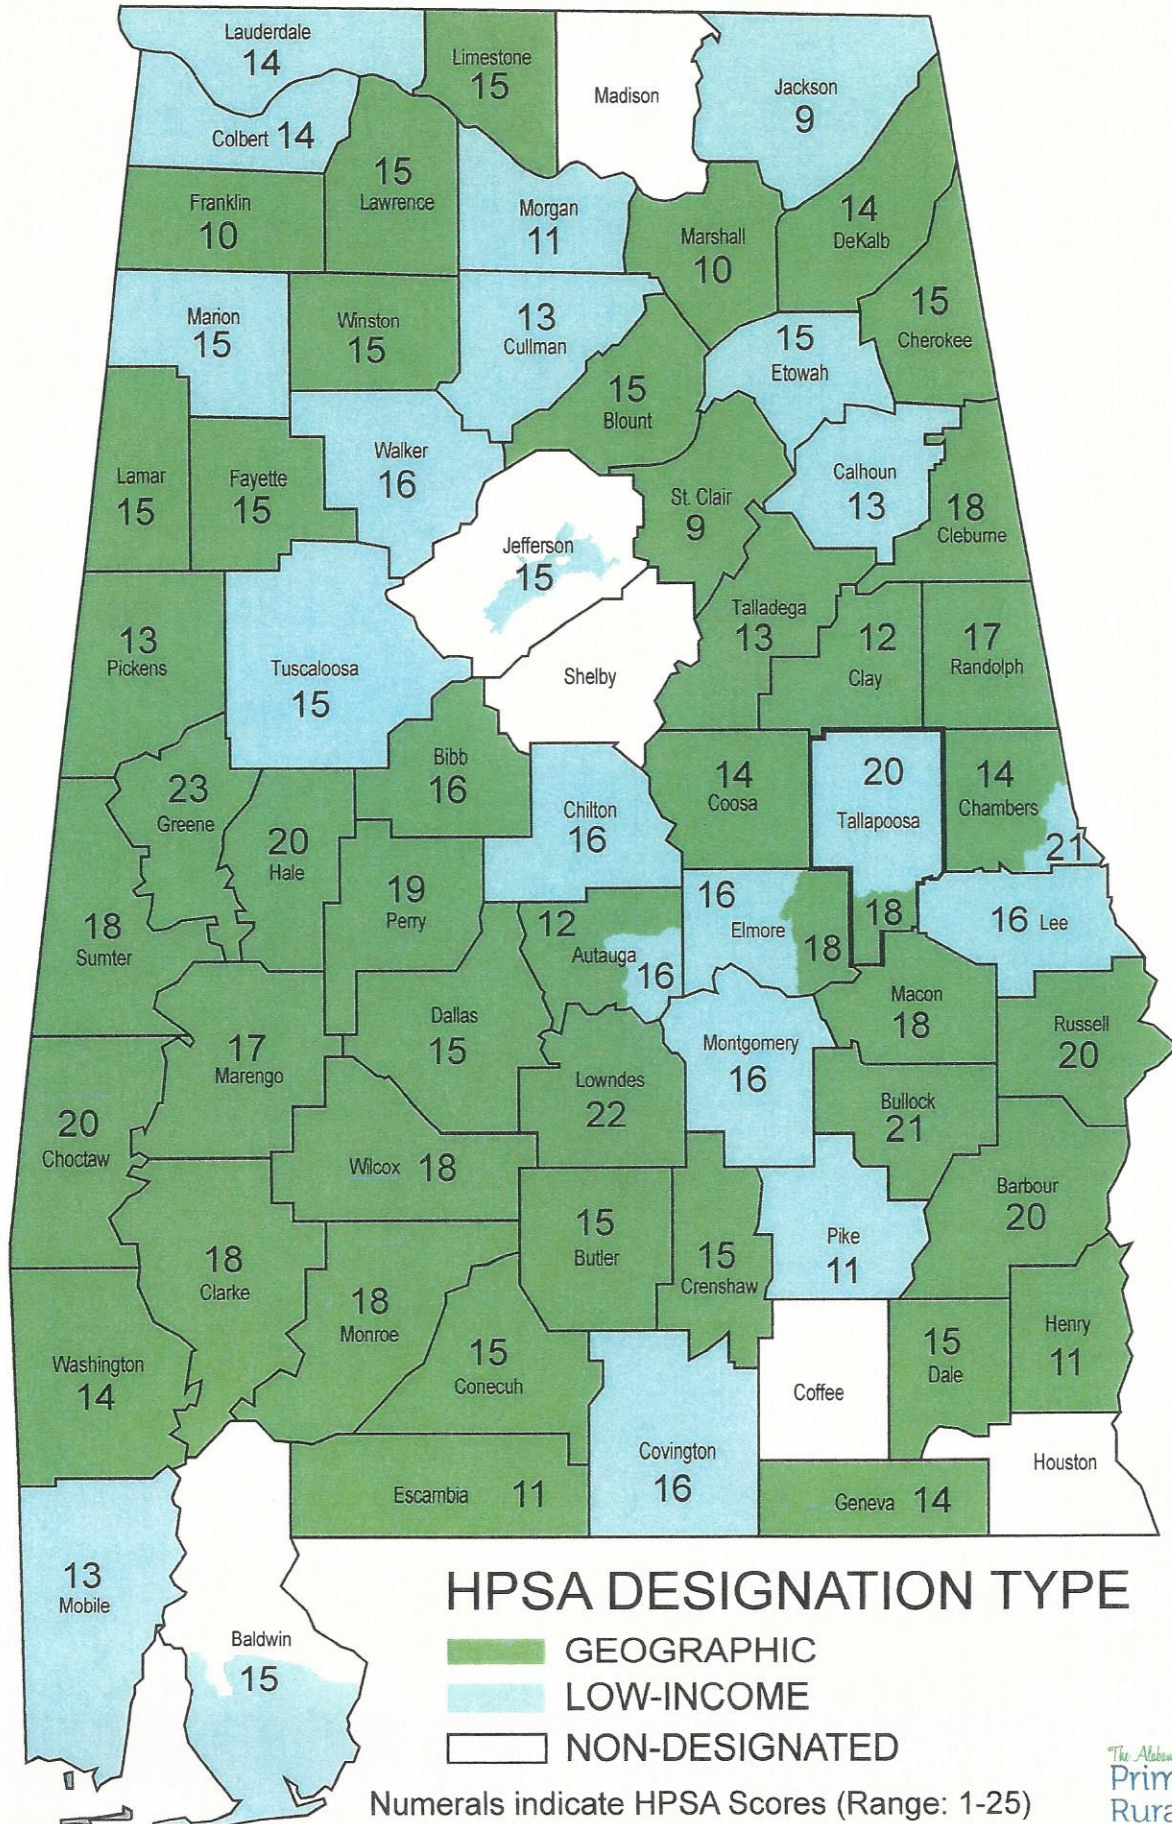 Lauderdale
14
Limestone
15
Madison
Jackson
9
Colbert 14
15
Lawrence
Franklin
10
Morgan
11
Marshall
10
14
DeKalb
15
Cherokee
Marion
15
Winston
15
13
Cullman
15
Etowah
15
Blount
Walker
16
Lamar
15
Fayette
15
St. Clair
9
Calhoun
13
18
Cleburne
Jefferson
15
Talladega
13
12
Clay
17
Randolph
13
Pickens
Tuscaloosa
15
Shelby
Bibb
16
Chilton
16
14
Coosa
20
Tallapoosa
18
14
Chambers
21
23
Greene
20
Hale
19
Perry
12
Autauga
16
16
Elmore
18
16 Lee
18
Sumter
Macon
18
Russell
20
17
Marengo
Dallas
15
Lowndes
22
Montgomery
16
Bullock
21
20
Choctaw
Wilcox 18
Barbour
20
18
Clarke
15
Butler
15
Crenshaw
Pike
11
18
Monroe
Washington
14
15
Conecuh
Coffee
15
Dale
Henry
11
Covington
16
Houston
Escambia 11
Geneva 14
13
Mobile
Baldwin
15
HPSA DESIGNATION TYPE
GEOGRAPHIC
LOW-INCOME
NON-DESIGNATED
Numerals indicate HPSA Scores (Range: 1-25)
The
Prim
Rura